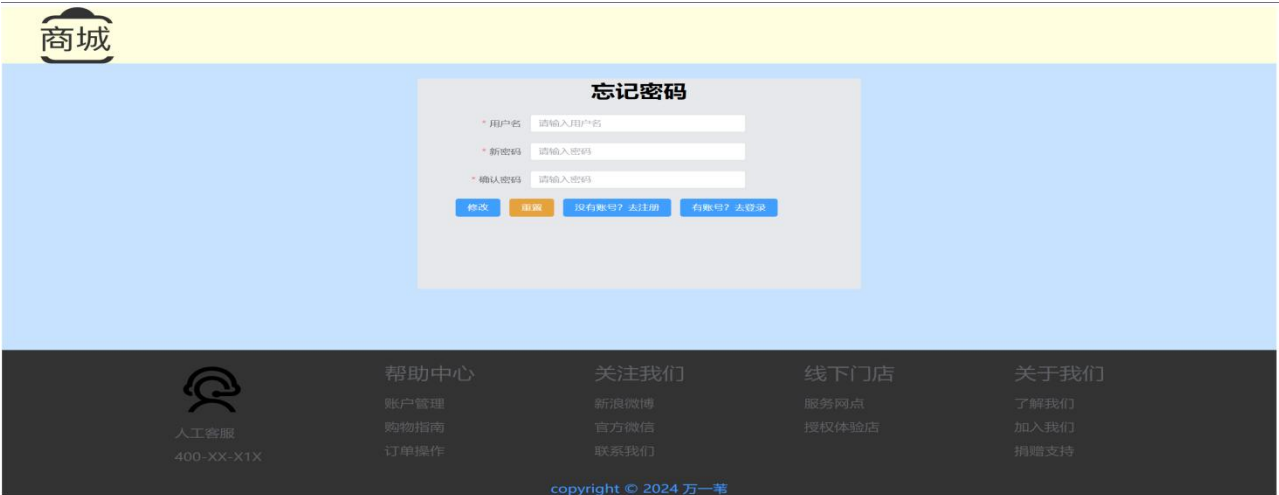 商城
忘记密码
* 用户名 请输入用户名
* 新密码 请输入密码
* 确认密码 请输入密码
修改 重置 没有账号？去注册 有账号？去登录
帮助中心 关注我们 线下门店 关于我们
账户管理 新浪微博 服务网点 了解我们
人工客服 购物指南 官方微信 授权体验店 加入我们
400-XX-X1X 订单操作 联系我们 捐赠支持
copyright © 2024 万一苇